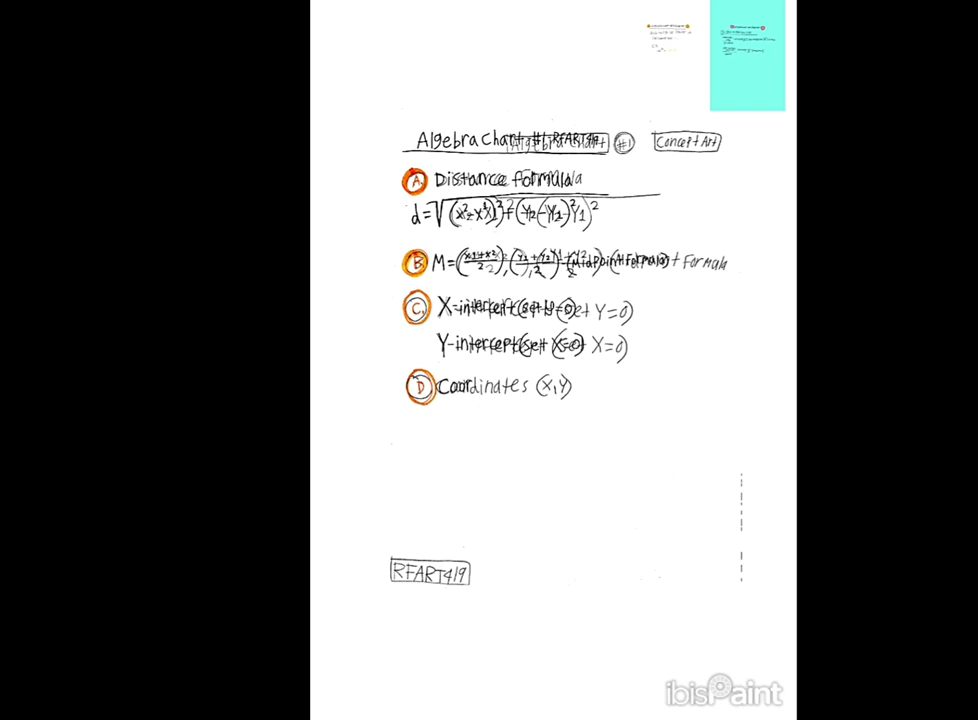 Algebra Chart #1 RFART419 #1 Concept Art
A. Distance formula
d=√(x2-x1)²+(Y2-Y1)²
B. M=(x1+x2/2, Y1+Y2/2) (Midpoint Formula)
C. X-intercept (set Y=0)
Y-intercept (set X=0)
D Coordinates (X,Y)
RFART419
ibisPaint